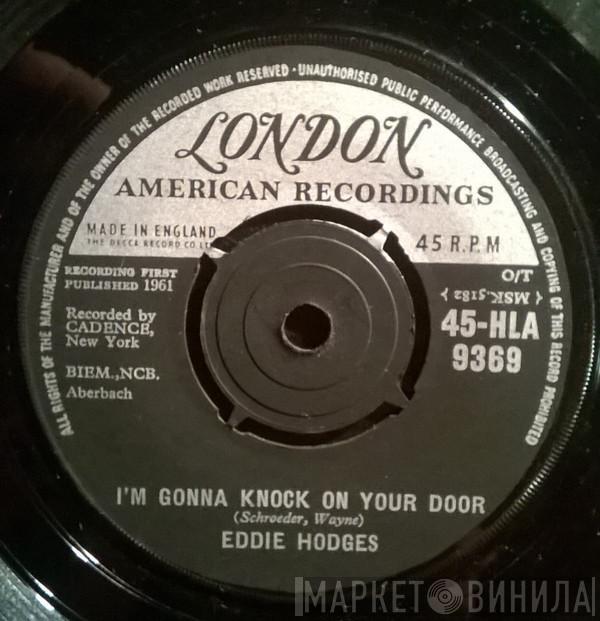 ALL RIGHTS OF THE MANUFACTURER AND OF THE OWNER OF THE RECORDED WORK RESERVED · UNAUTHORISED PUBLIC PERFORMANCE BROADCASTING AND COPYING OF THIS RECORD PROHIBITED
LONDON
AMERICAN RECORDINGS
MADE IN ENGLAND
THE DECCA RECORD CO LTD
45 R.P.M
RECORDING FIRST
PUBLISHED 1961
O/T
{ MSK.5182 }
Recorded by
CADENCE,
New York
45-HLA
9369
BIEM.,NCB.
Aberbach
I'M GONNA KNOCK ON YOUR DOOR
(Schroeder, Wayne)
EDDIE HODGES
МАРКЕТ ВИНИЛА